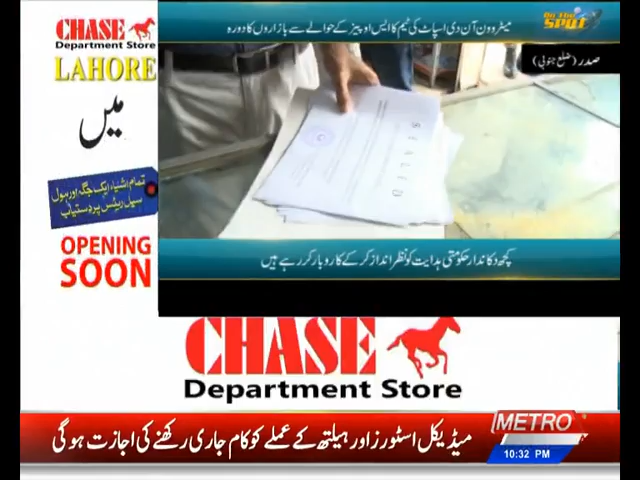 CHASE
Department Store
LAHORE
میں
تمام اشیاء ایک جگہ اور ہول
سیل ریٹس پر دستیاب
OPENING
SOON
میٹرو ون آن دی اسپاٹ کی ٹیم کا ایس او پیز کے حوالے سے بازاروں کا دورہ
On The
SPOT
صدر (ضلع جنوبی)
SEALED
کچھ دکاندار حکومتی ہدایت کو نظر انداز کر کے کاروبار کر رہے ہیں
CHASE
Department Store
میڈیکل اسٹورز اور ہیلتھ کے عملے کو کام جاری رکھنے کی اجازت ہوگی
METRO
10:32 PM